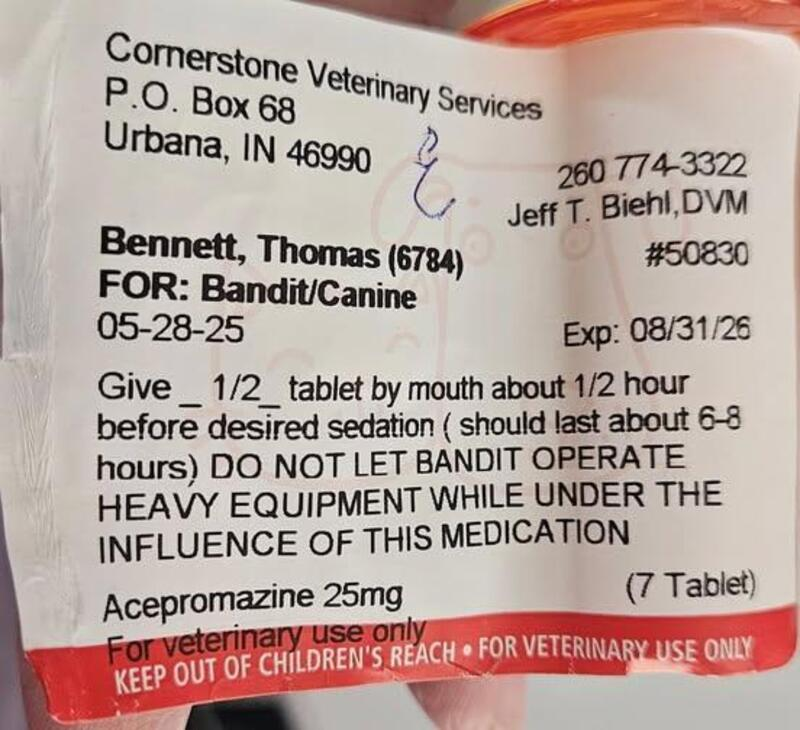 Cornerstone Veterinary Services
P.O. Box 68
Urbana, IN 46990
260 774-3322
Jeff T. Biehl,DVM
Bennett, Thomas (6784)
#50830
FOR: Bandit/Canine
05-28-25
Exp: 08/31/26
Give _ 1/2_ tablet by mouth about 1/2 hour
before desired sedation ( should last about 6-8
hours) DO NOT LET BANDIT OPERATE
HEAVY EQUIPMENT WHILE UNDER THE
INFLUENCE OF THIS MEDICATION
Acepromazine 25mg
(7 Tablet)
For veterinary use only
KEEP OUT OF CHILDREN'S REACH • FOR VETERINARY USE ONLY